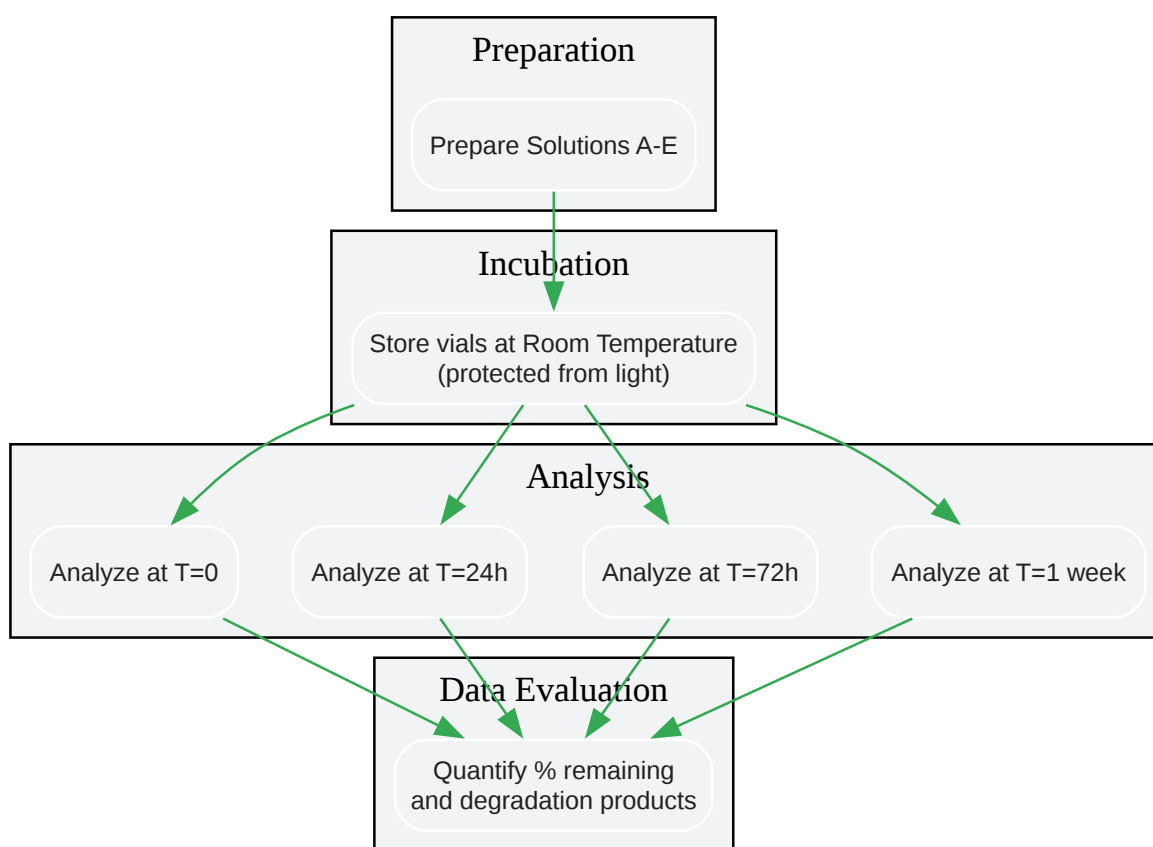 Preparation
Prepare Solutions A-E
Incubation
Store vials at Room Temperature
(protected from light)
Analysis
Analyze at T=0
Analyze at T=24h
Analyze at T=72h
Analyze at T=1 week
Data Evaluation
Quantify % remaining
and degradation products